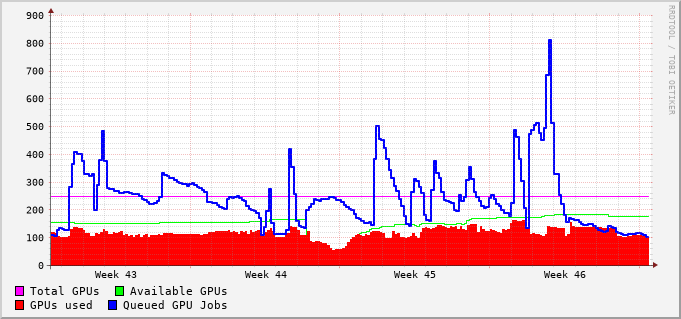 900
800
700
600
500
400
300
200
100
0
Week 43 Week 44 Week 45 Week 46
Total GPUs Available GPUs
GPUs used Queued GPU Jobs
RRDTOOL / TOBI OETIKER